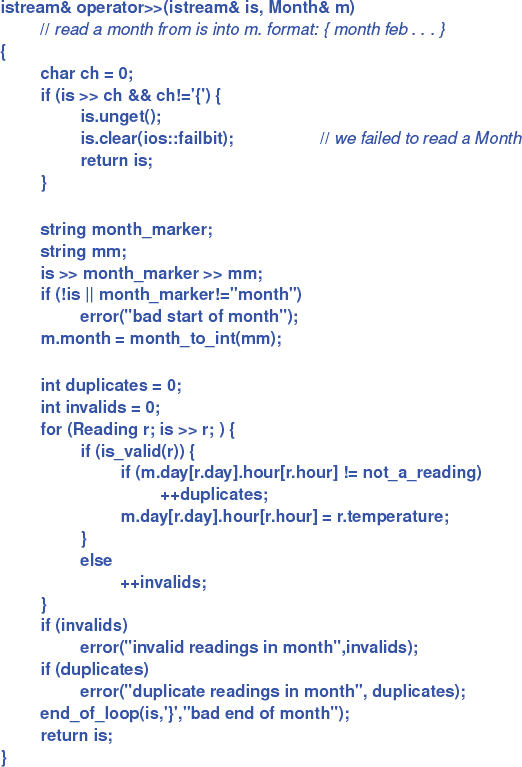 istream& operator>>(istream& is, Month& m)
// read a month from is into m. format: { month feb . . . }
{
char ch = 0;
if (is >> ch && ch!='{') {
is.unget();
is.clear(ios::failbit); // we failed to read a Month
return is;
}
string month_marker;
string mm;
is >> month_marker >> mm;
if (!is || month_marker!="month")
error("bad start of month");
m.month = month_to_int(mm);
int duplicates = 0;
int invalids = 0;
for (Reading r; is >> r; ) {
if (is_valid(r)) {
if (m.day[r.day].hour[r.hour] != not_a_reading)
++duplicates;
m.day[r.day].hour[r.hour] = r.temperature;
}
else
++invalids;
}
if (invalids)
error("invalid readings in month",invalids);
if (duplicates)
error("duplicate readings in month", duplicates);
end_of_loop(is,'}',"bad end of month");
return is;
}